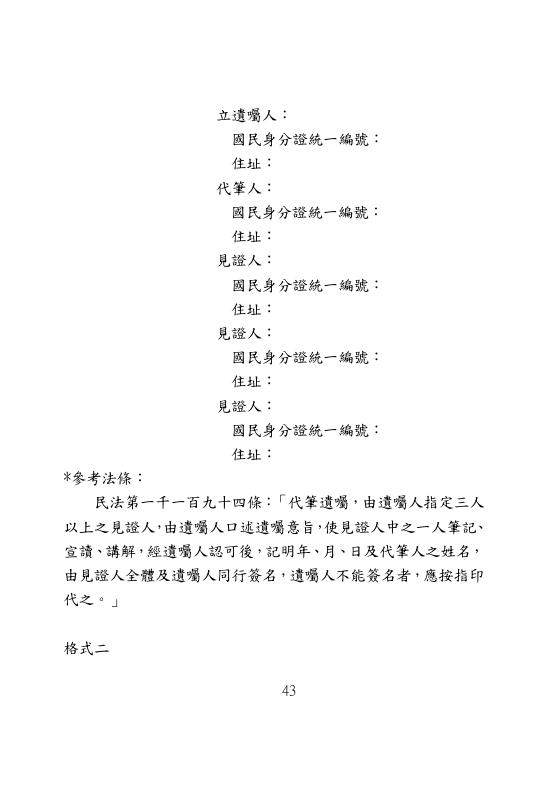 立遺囑人：
國民身分證統一編號：
住址：
代筆人：
國民身分證統一編號：
住址：
見證人：
國民身分證統一編號：
住址：
見證人：
國民身分證統一編號：
住址：
見證人：
國民身分證統一編號：
住址：
*參考法條：
民法第一千一百九十四條：「代筆遺囑，由遺囑人指定三人
以上之見證人，由遺囑人口述遺囑意旨，使見證人中之一人筆記、
宣讀、講解，經遺囑人認可後，記明年、月、日及代筆人之姓名，
由見證人全體及遺囑人同行簽名，遺囑人不能簽名者，應按指印
代之。」
格式二
43